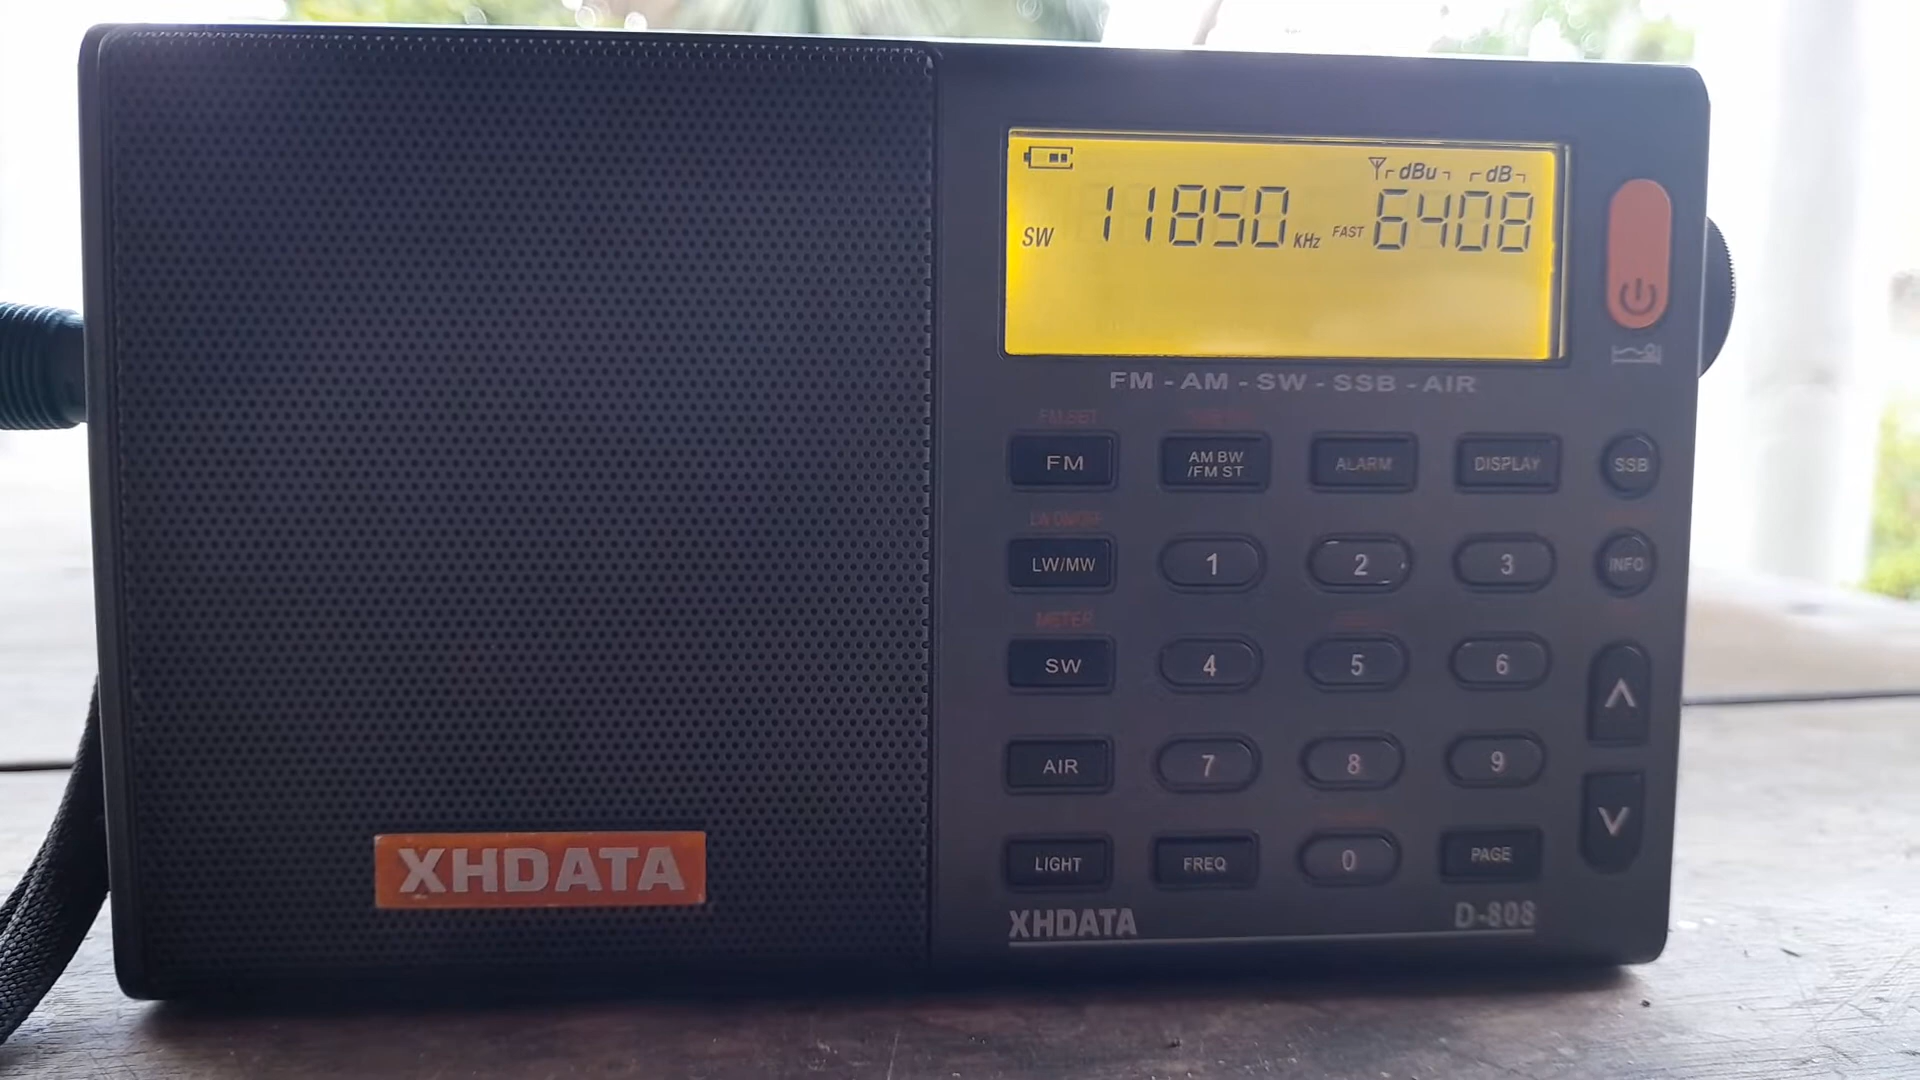 dBu dB
SW 11850 KHz FAST 6408
FM - AM - SW - SSB - AIR
FM AM BW /FM ST ALARM DISPLAY SSB
LW/MW 1 2 3 INFO
METER
SW 4 5 6
AIR 7 8 9
LIGHT FREQ 0 PAGE
XHDATA
XHDATA D-808